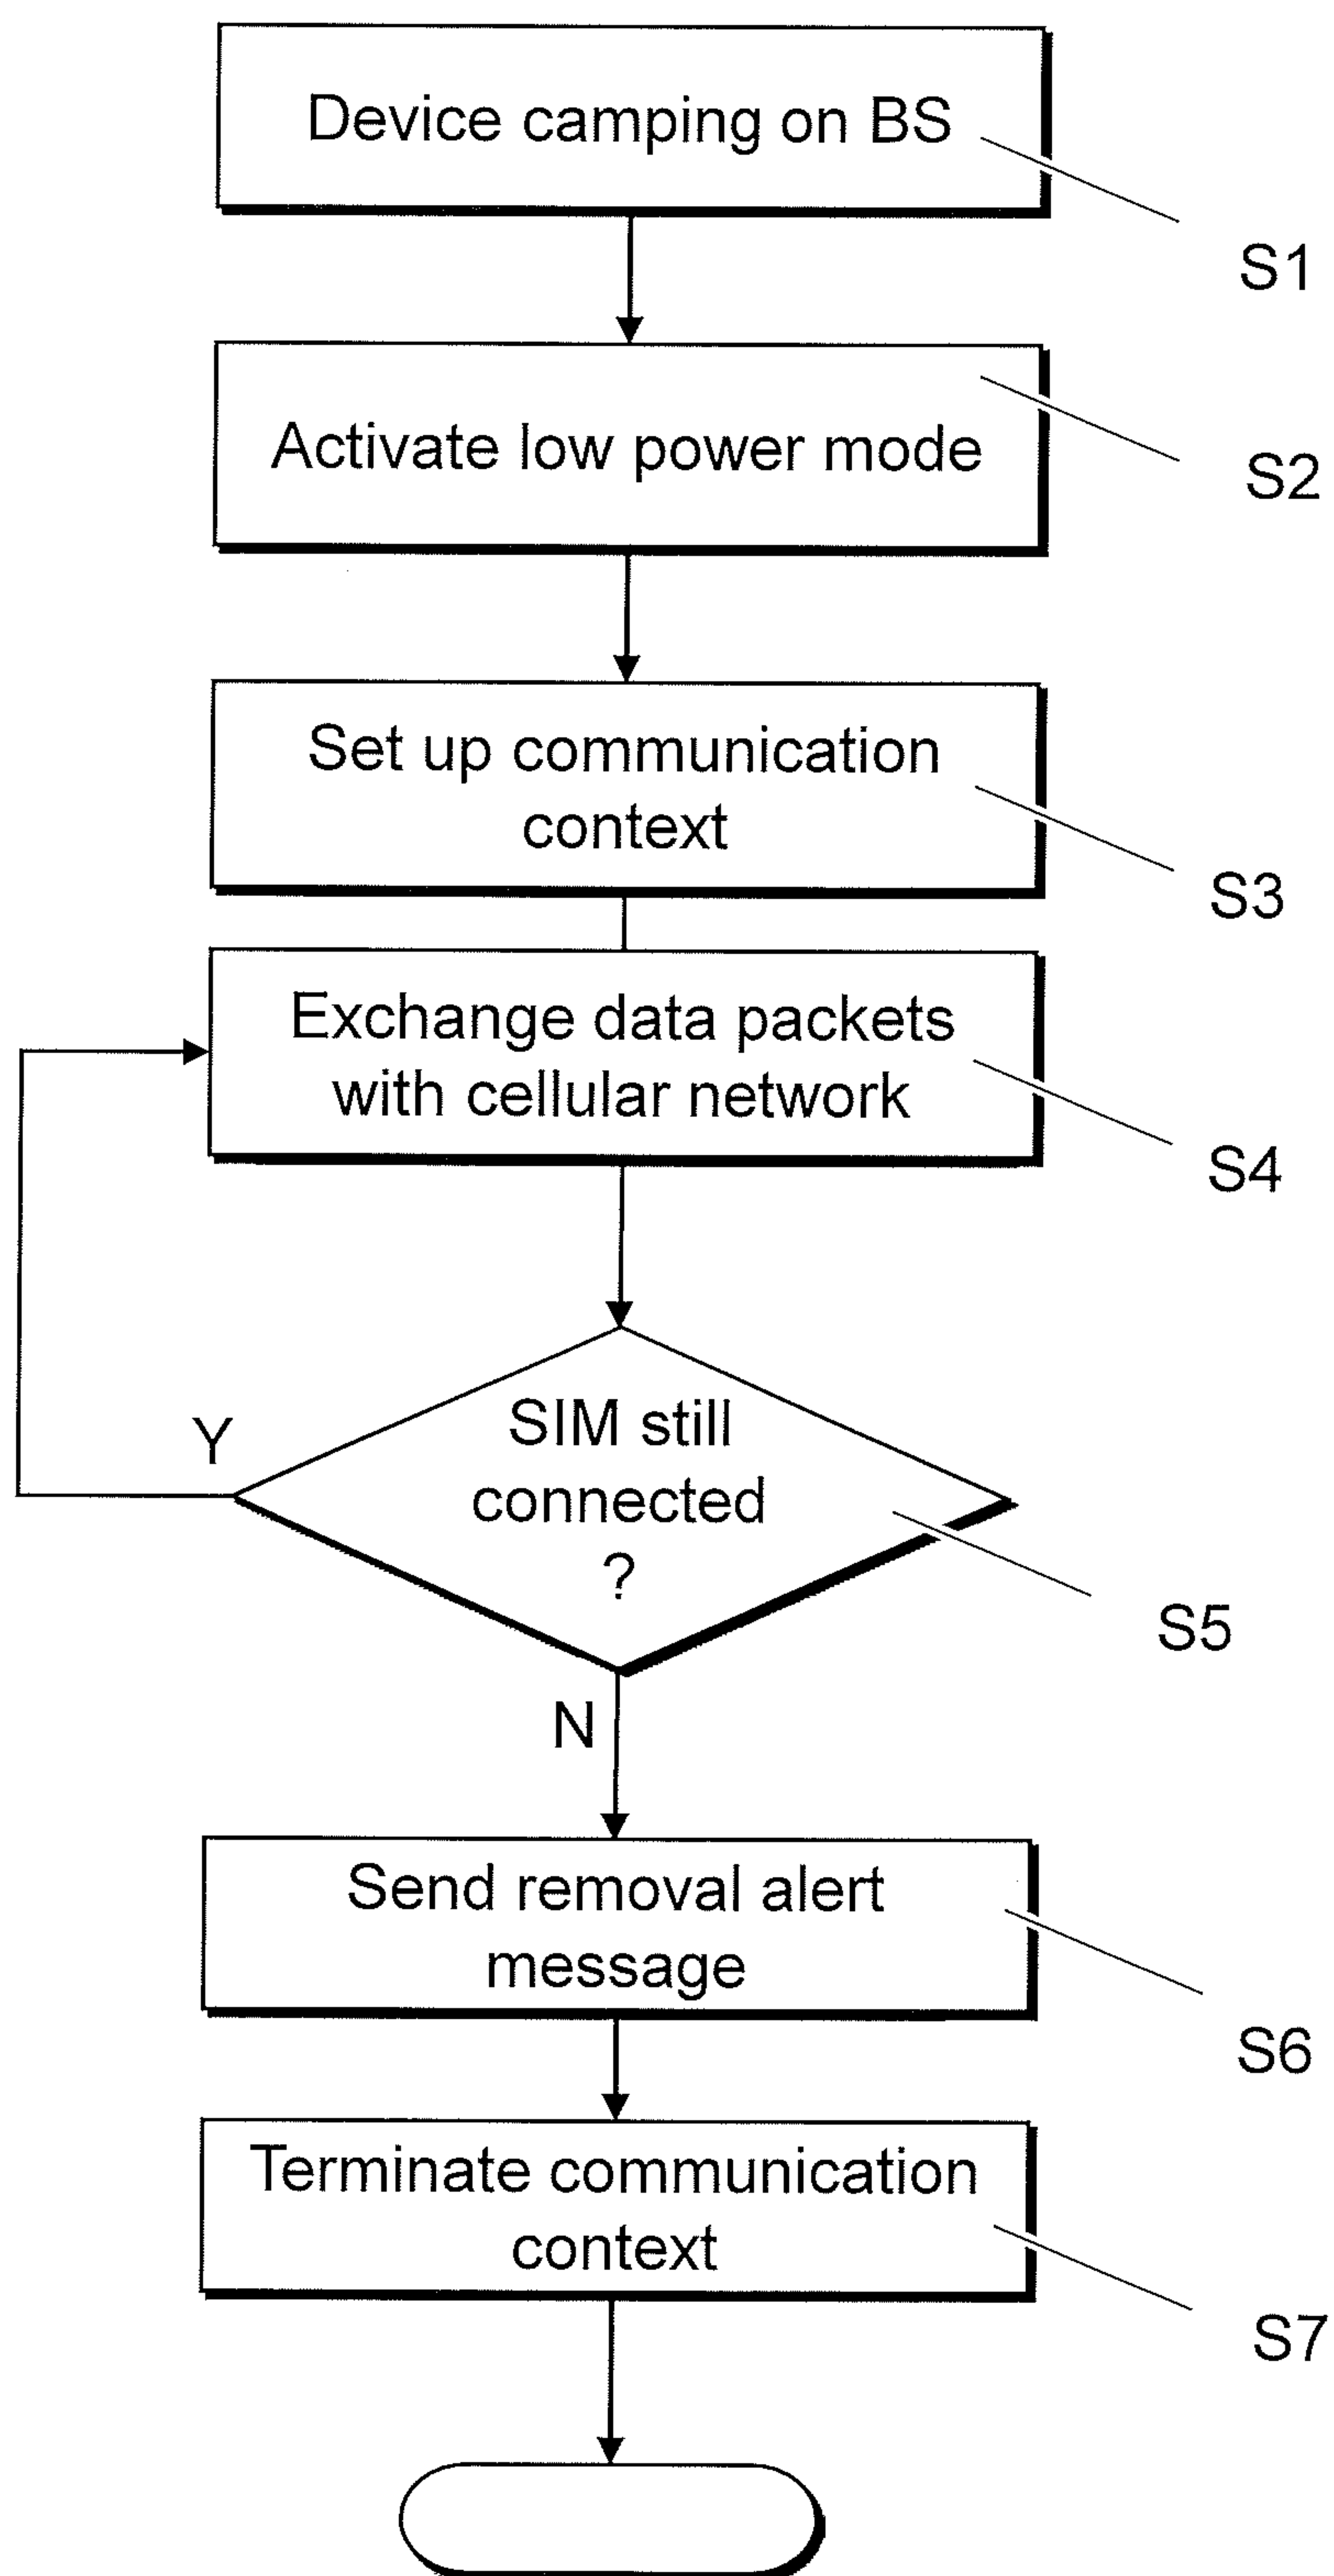 Device camping on BS
S1
Activate low power mode
S2
Set up communication
context
S3
Exchange data packets
with cellular network
S4
SIM still
connected
?
Y
S5
N
Send removal alert
message
S6
Terminate communication
context
S7